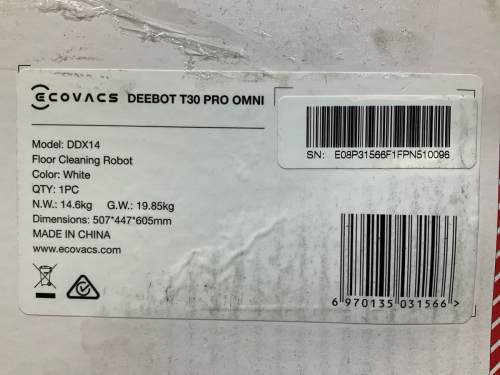 ECOVACS DEEBOT T30 PRO OMNI
Model: DDX14
Floor Cleaning Robot
Color: White
QTY: 1PC
N.W.: 14.6kg G.W.: 19.85kg
Dimensions: 507*447*605mm
MADE IN CHINA
www.ecovacs.com
SN: E08P31566F1FPN510096
6 970135 031566 >